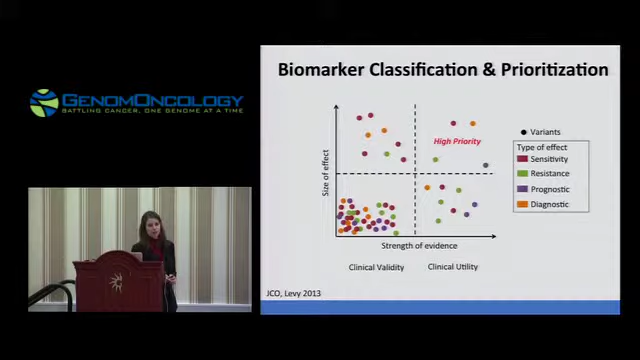 GENOMONCOLOGY
BATTLING CANCER, ONE GENOME AT A TIME
Biomarker Classification & Prioritization
High Priority
Size of effect
Strength of evidence
Clinical Validity
Clinical Utility
Variants
Type of effect
Sensitivity
Resistance
Prognostic
Diagnostic
JCO, Levy 2013